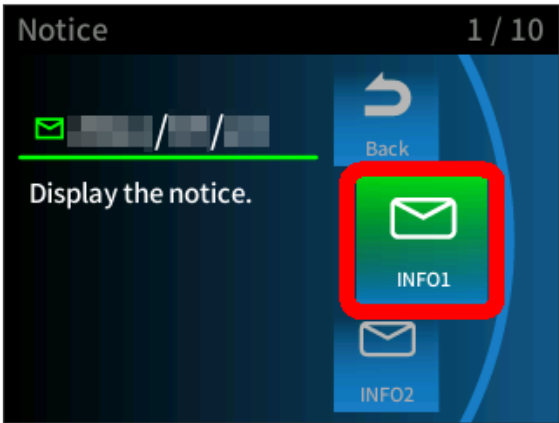 Notice 1 / 10
/ /
Back
Display the notice.
INFO1
INFO2